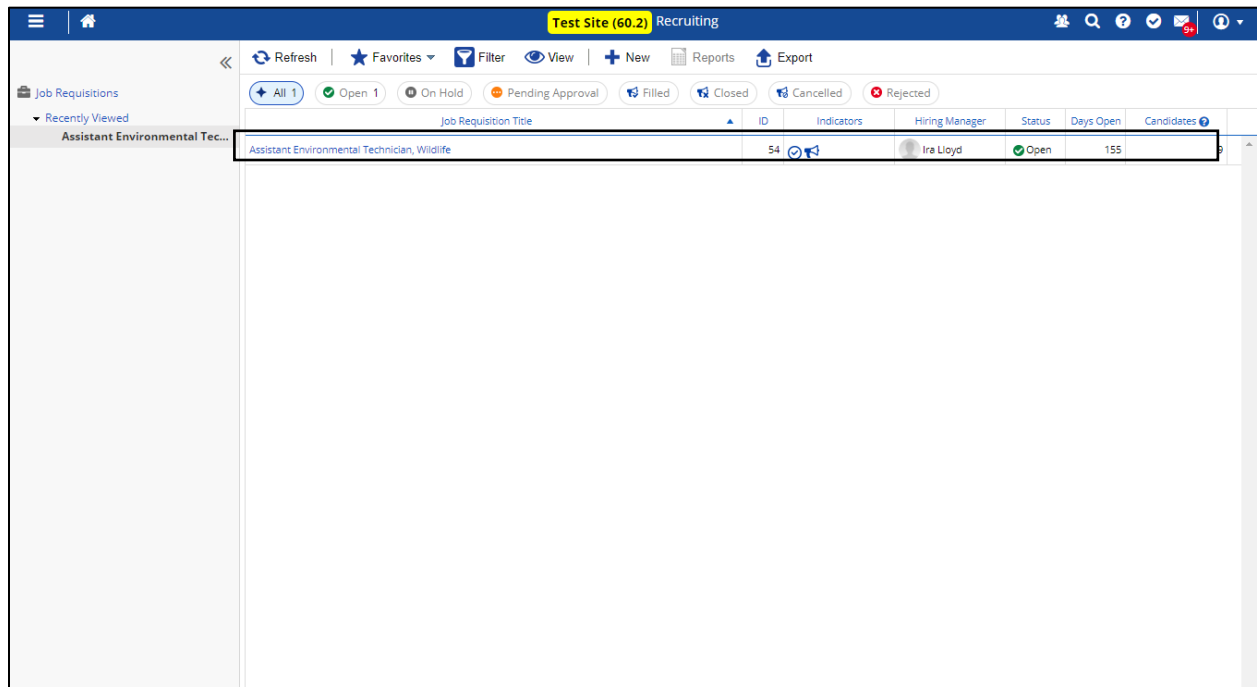 Test Site (60.2) Recruiting
9+
Refresh Favorites Filter View New Reports Export
Job Requisitions
All 1 Open 1 On Hold Pending Approval Filled Closed Cancelled Rejected
Recently Viewed
Job Requisition Title ID Indicators Hiring Manager Status Days Open Candidates
Assistant Environmental Tec...
Assistant Environmental Technician, Wildlife 54 Ira Lloyd Open 155